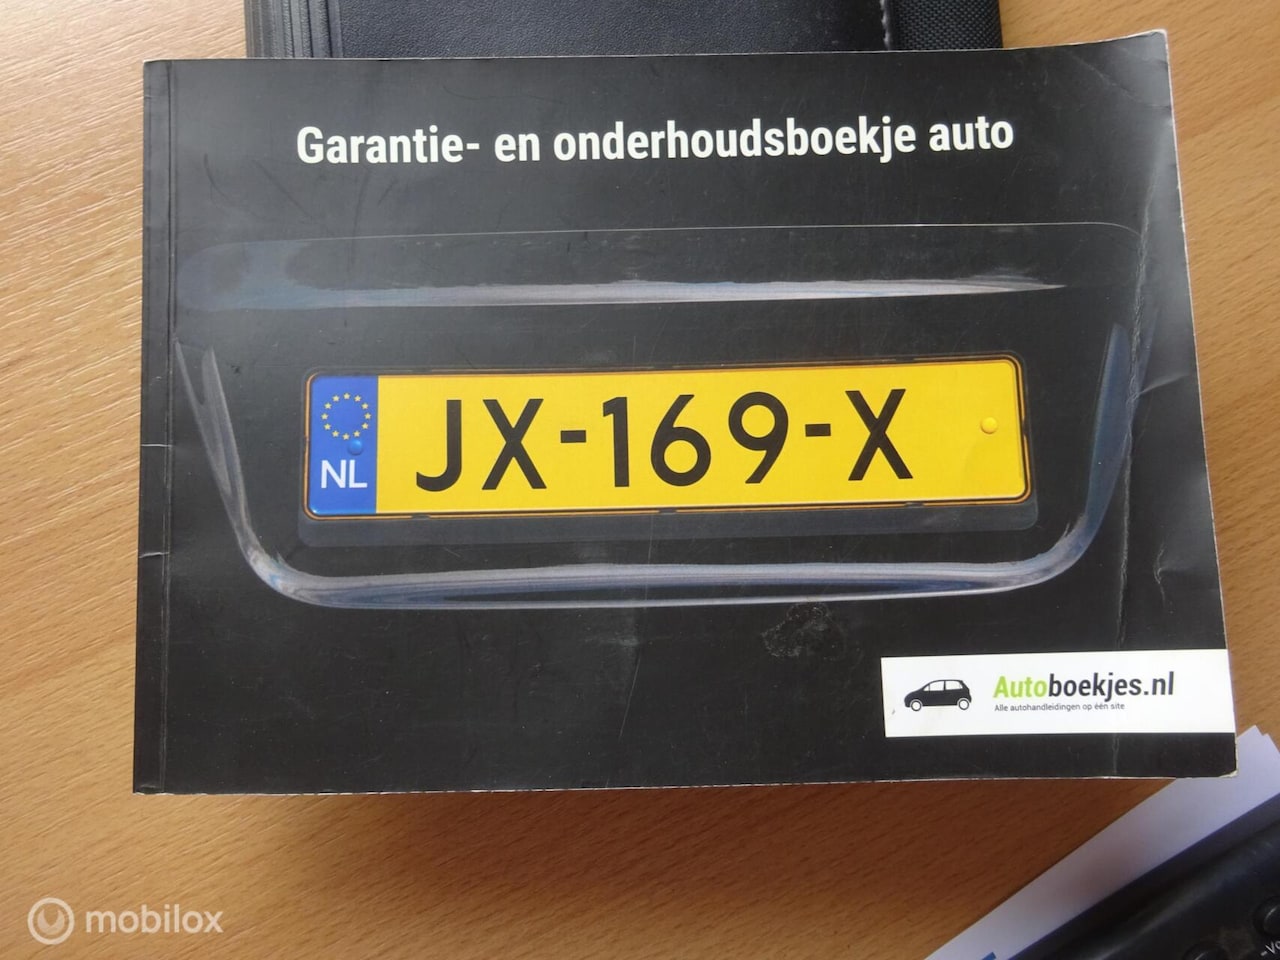 Garantie- en onderhoudsboekje auto
NL
JX-169-X
Autoboekjes.nl
Alle autohandleidingen op één site
mobilox